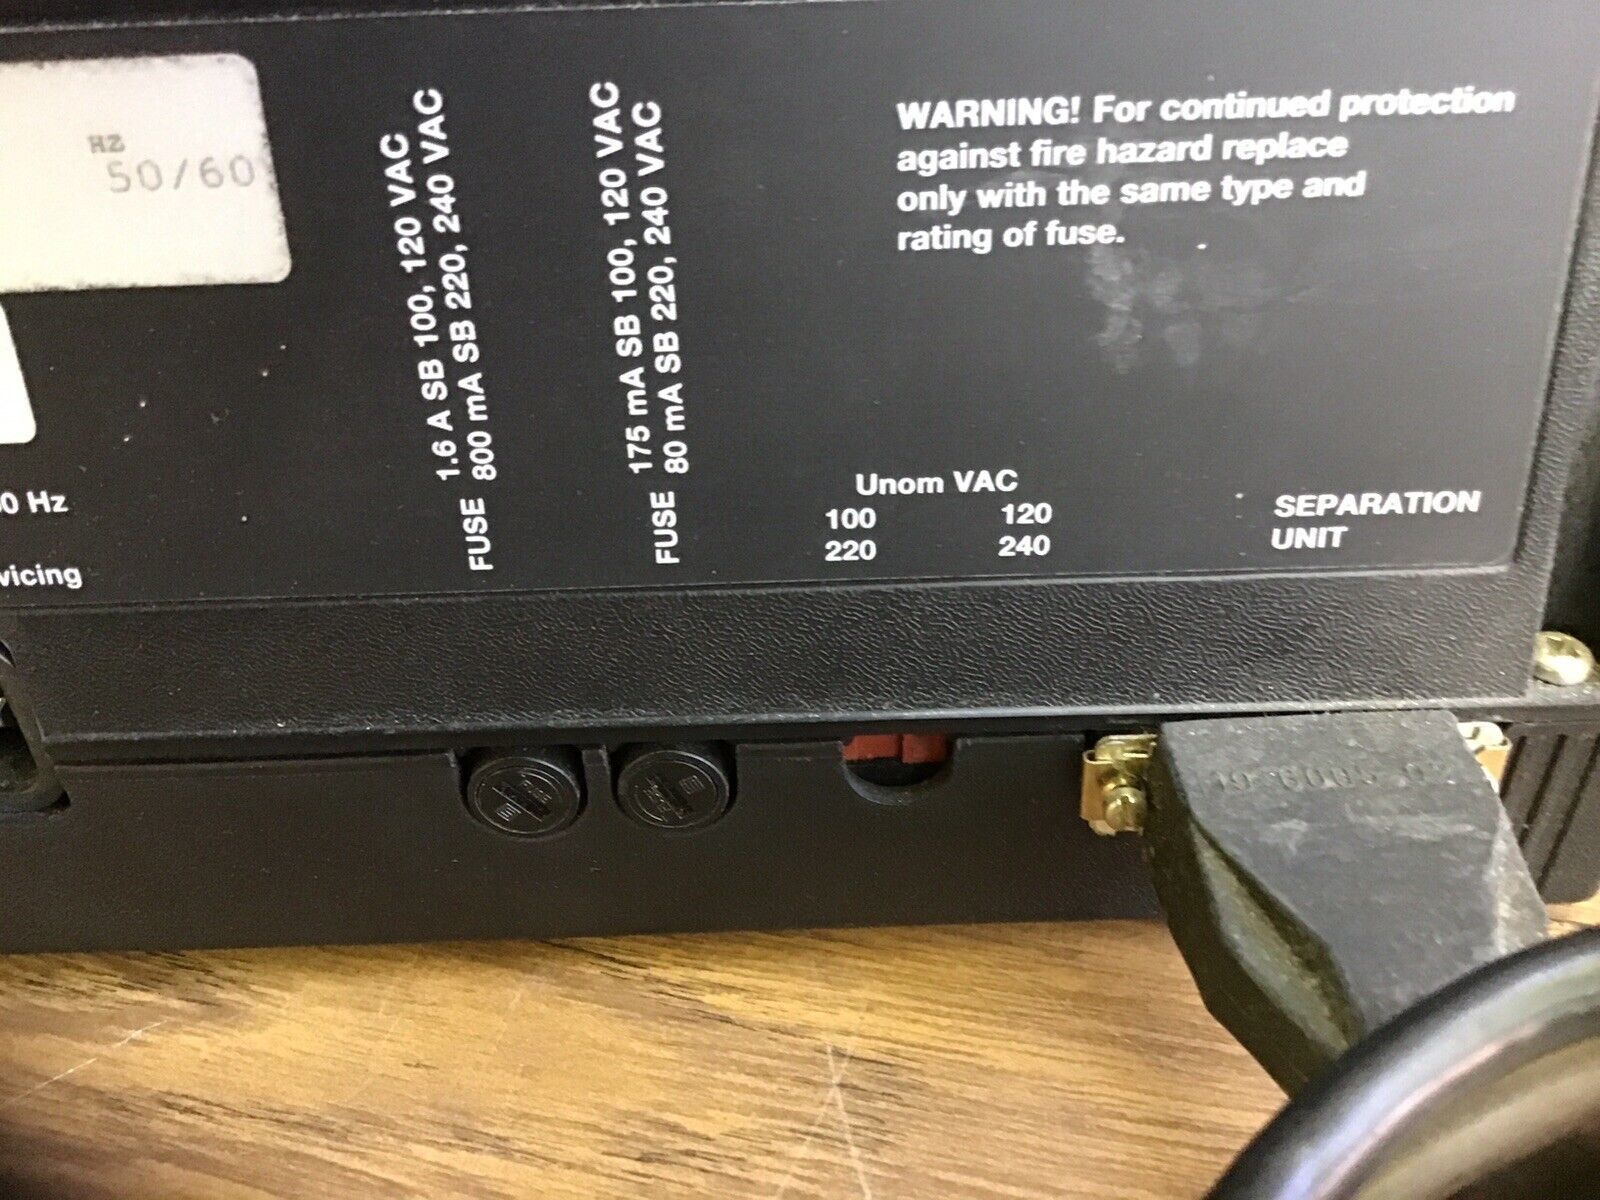 HZ
50/60
FUSE 1.6 A SB 100, 120 VAC
800 mA SB 220, 240 VAC
FUSE 175 mA SB 100, 120 VAC
80 mA SB 220, 240 VAC
WARNING! For continued protection
against fire hazard replace
only with the same type and
rating of fuse.
Unom VAC
100 120
220 240
SEPARATION
UNIT
0 Hz
vicing